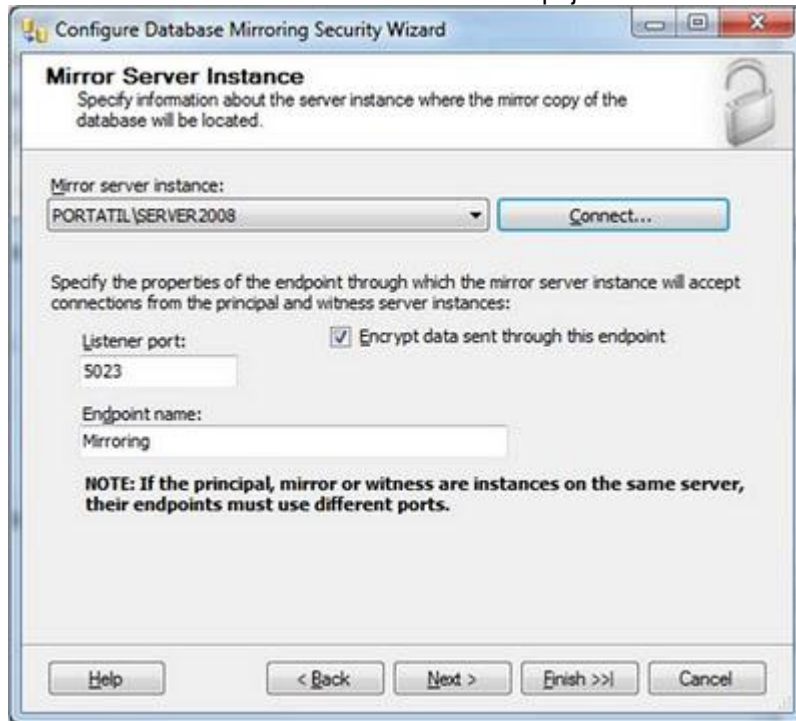 Configure Database Mirroring Security Wizard
Mirror Server Instance
Specify information about the server instance where the mirror copy of the
database will be located.
Mirror server instance:
PORTATIL\SERVER2008
Connect...
Specify the properties of the endpoint through which the mirror server instance will accept
connections from the principal and witness server instances:
Listener port:
Encrypt data sent through this endpoint
5023
Endpoint name:
Mirroring
NOTE: If the principal, mirror or witness are instances on the same server,
their endpoints must use different ports.
Help
< Back
Next >
Finish >>|
Cancel